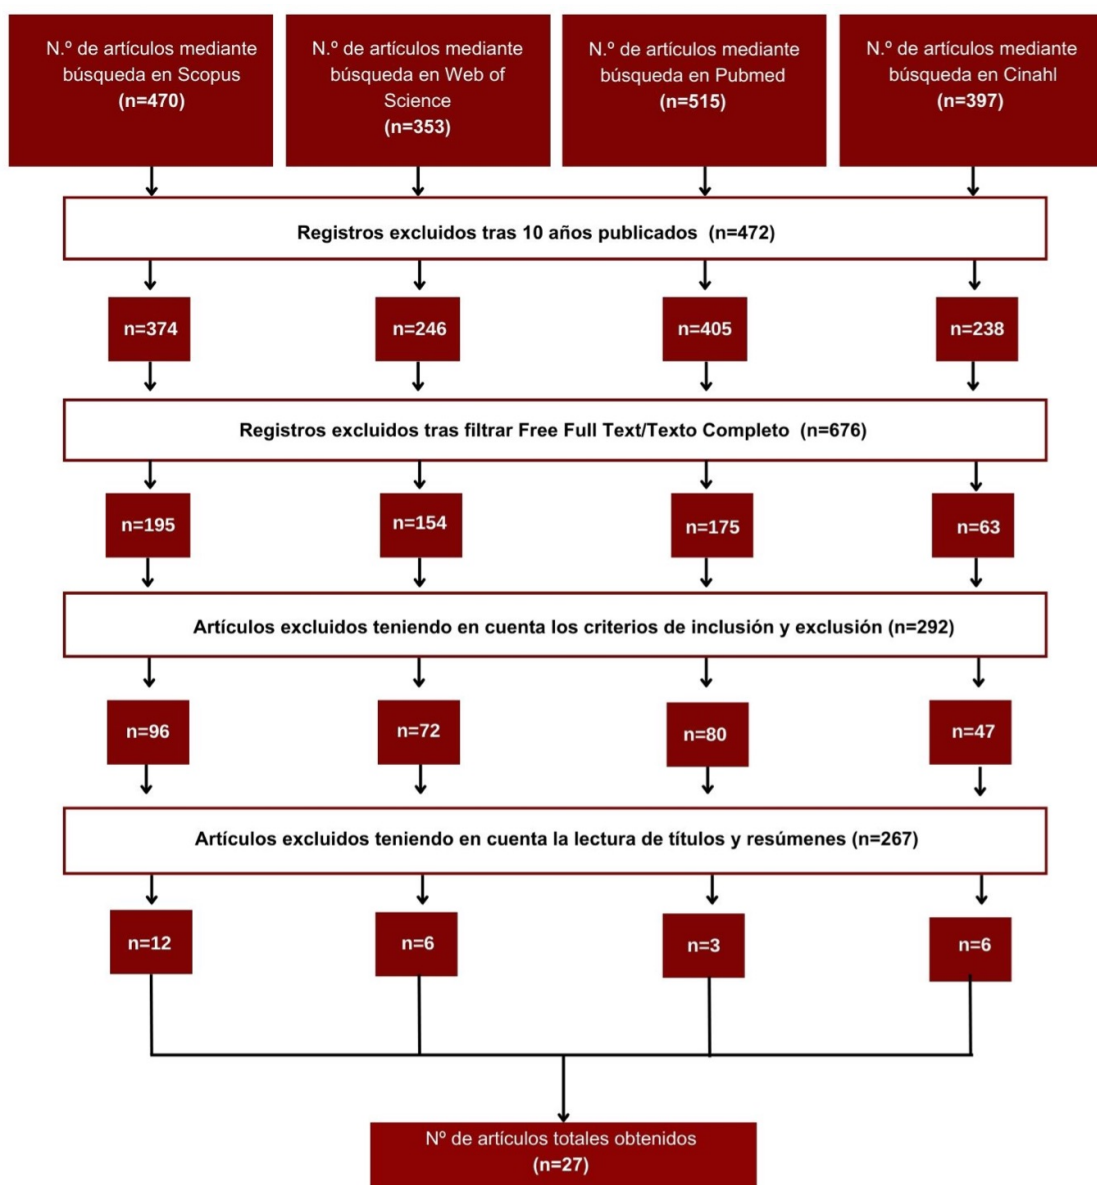 N.º de artículos mediante
búsqueda en Scopus
(n=470)
N.º de artículos mediante
búsqueda en Web of
Science
(n=353)
N.º de artículos mediante
búsqueda en Pubmed
(n=515)
N.º de artículos mediante
búsqueda en Cinahl
(n=397)
Registros excluidos tras 10 años publicados (n=472)
n=374
n=246
n=405
n=238
Registros excluidos tras filtrar Free Full Text/Texto Completo (n=676)
n=195
n=154
n=175
n=63
Artículos excluidos teniendo en cuenta los criterios de inclusión y exclusión (n=292)
n=96
n=72
n=80
n=47
Artículos excluidos teniendo en cuenta la lectura de títulos y resúmenes (n=267)
n=12
n=6
n=3
n=6
Nº de artículos totales obtenidos
(n=27)